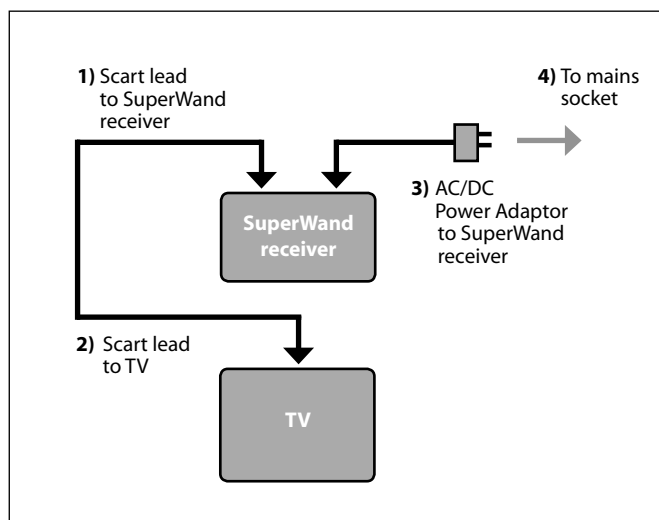 1) Scart lead
to SuperWand
receiver
4) To mains
socket
3) AC/DC
Power Adaptor
to SuperWand
receiver
SuperWand
receiver
2) Scart lead
to TV
TV